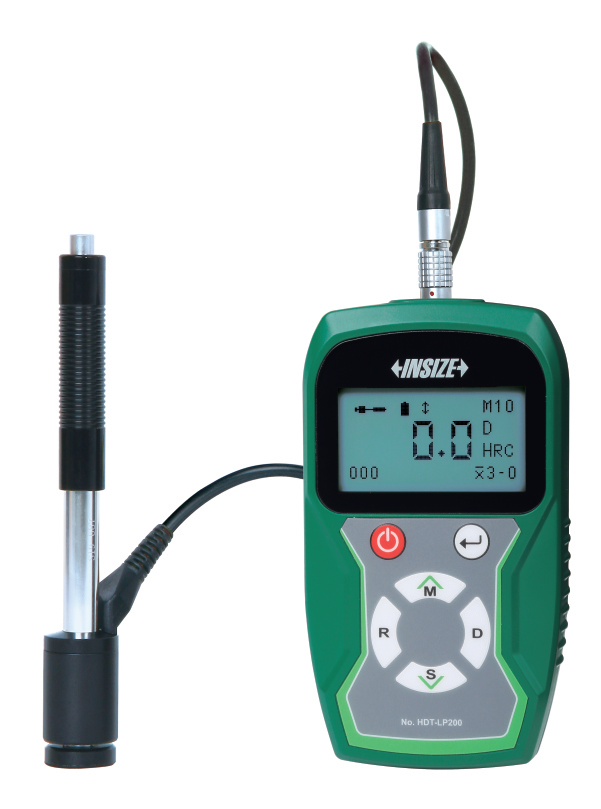 INSIZE
M10
0.0 D
HRC
000 x̅3-0
M
R D
S
No. HDT-LP200